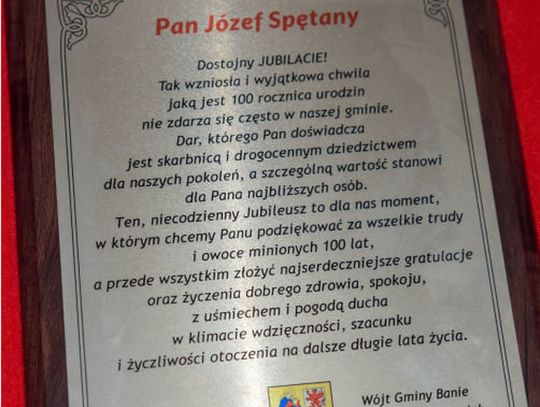 Pan Józef Spętany
Dostojny JUBILACIE!
Tak wzniosła i wyjątkowa chwila
jaką jest 100 rocznica urodzin
nie zdarza się często w naszej gminie.
Dar, którego Pan doświadcza
jest skarbnicą i drogocennym dziedzictwem
dla naszych pokoleń, a szczególną wartość stanowi
dla Pana najbliższych osób.
Ten, niecodzienny Jubileusz to dla nas moment,
w którym chcemy Panu podziękować za wszelkie trudy
i owoce minionych 100 lat,
a przede wszystkim złożyć najserdeczniejsze gratulacje
oraz życzenia dobrego zdrowia, spokoju,
z uśmiechem i pogodą ducha
w klimacie wdzięczności, szacunku
i życzliwości otoczenia na dalsze długie lata życia.
Wójt Gminy Banie